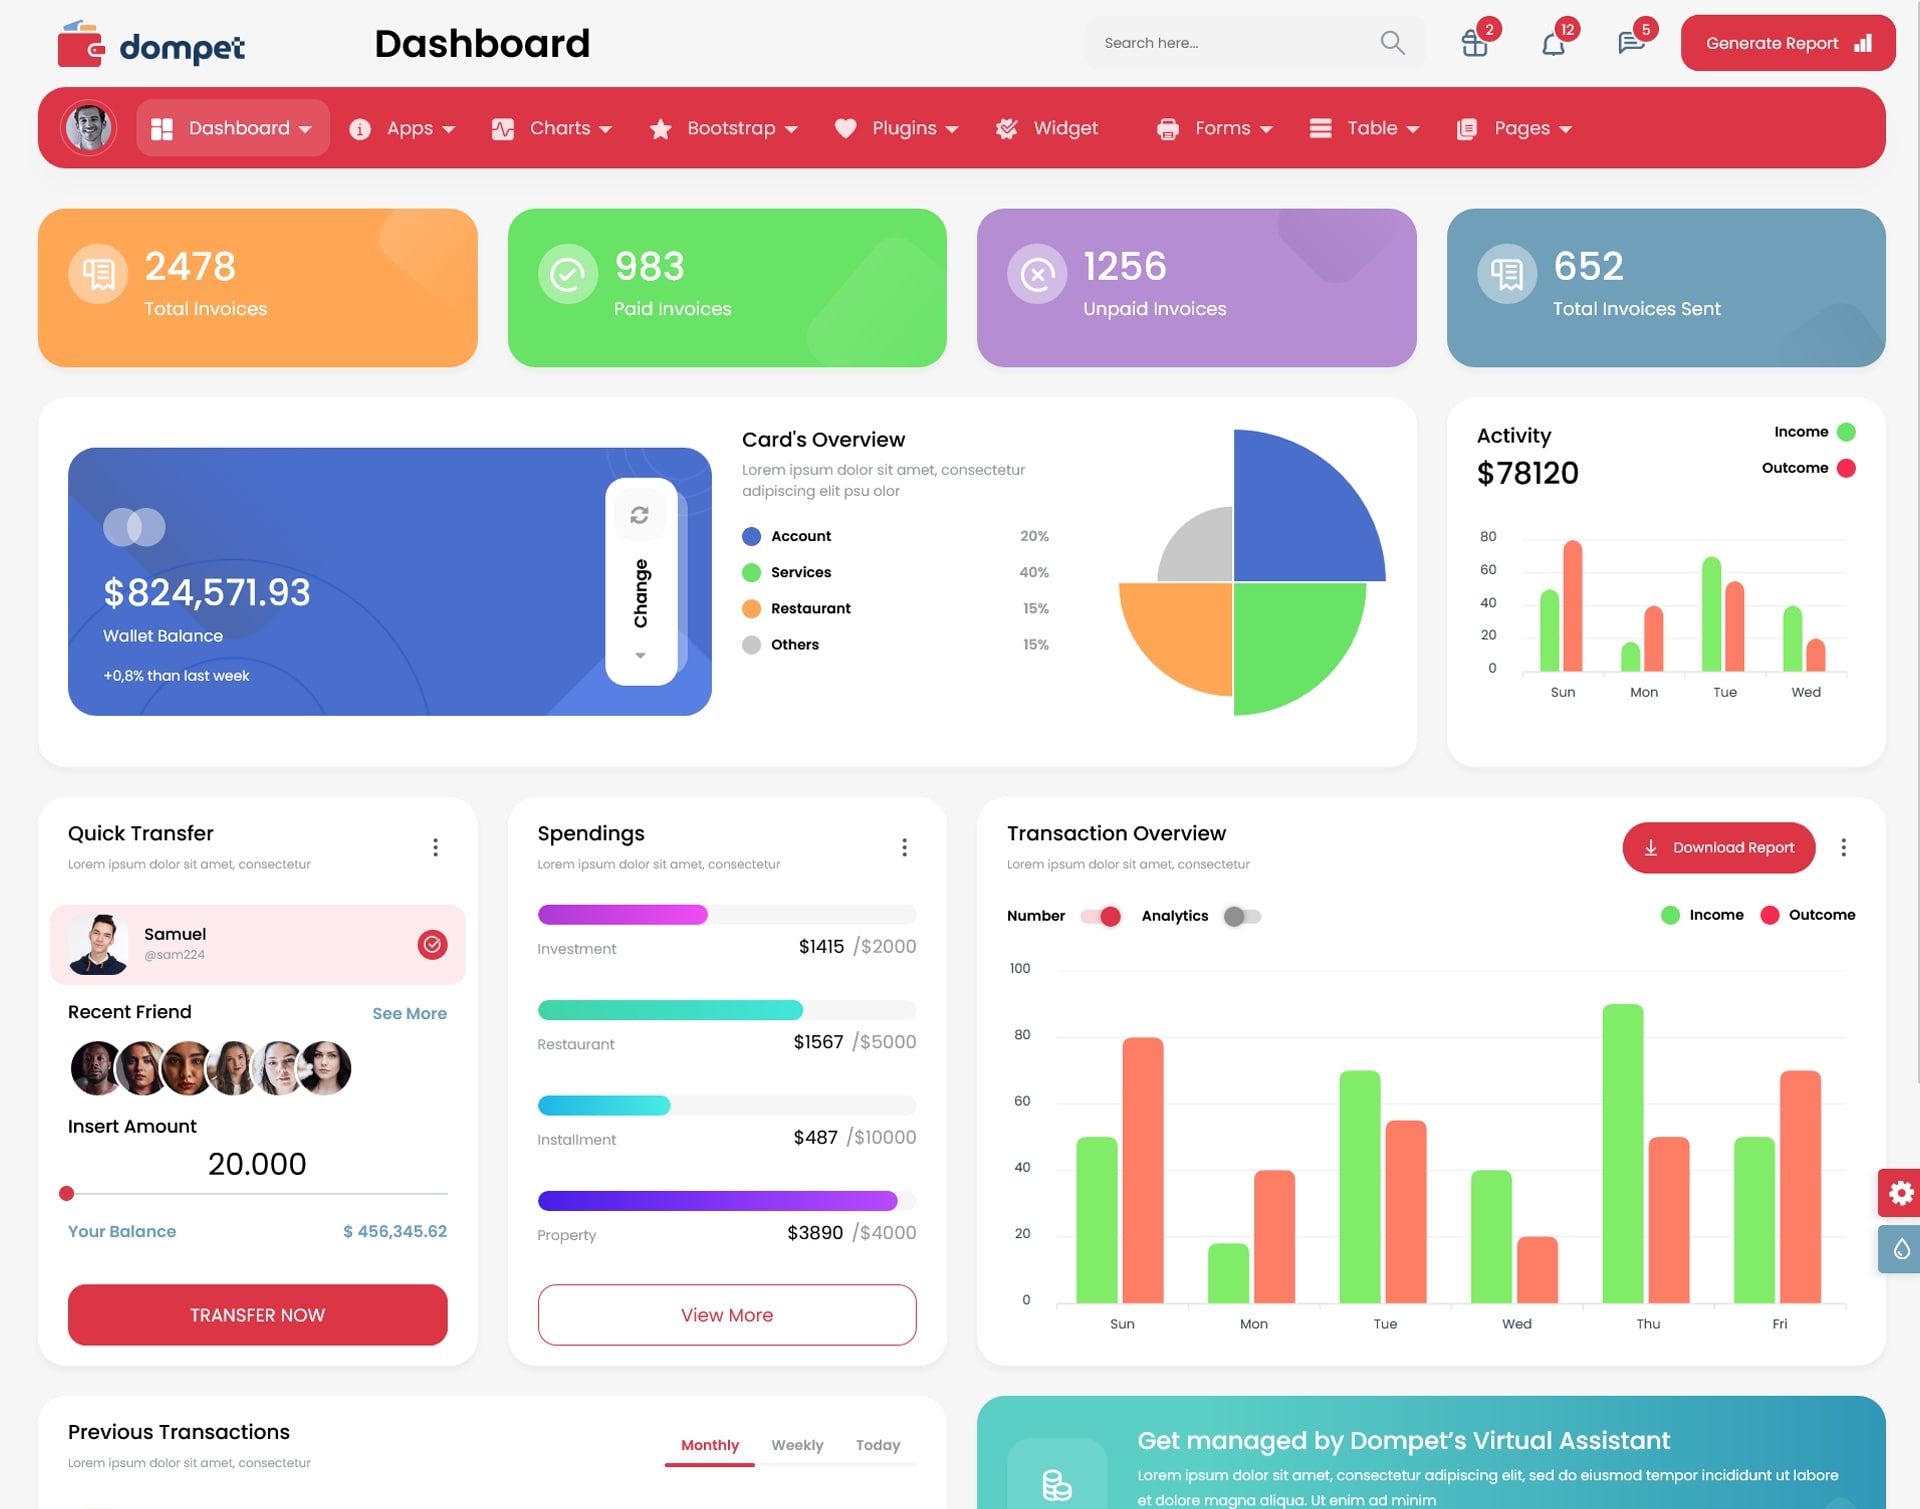 dompet
Dashboard
Search here...
2
12
5
Generate Report
Dashboard
Apps
Charts
Bootstrap
Plugins
Widget
Forms
Table
Pages
2478
Total Invoices
983
Paid Invoices
1256
Unpaid Invoices
652
Total Invoices Sent
$824,571.93
Wallet Balance
+0,8% than last week
Change
Card's Overview
Lorem ipsum dolor sit amet, consectetur
adipiscing elit psu olor
Account 20%
Services 40%
Restaurant 15%
Others 15%
Activity
$78120
Income
Outcome
80
60
40
20
0
Sun Mon Tue Wed
Quick Transfer
Lorem ipsum dolor sit amet, consectetur
Samuel
@sam224
Recent Friend
See More
Insert Amount
20.000
Your Balance
$ 456,345.62
TRANSFER NOW
Spendings
Lorem ipsum dolor sit amet, consectetur
Investment $1415 /$2000
Restaurant $1567 /$5000
Installment $487 /$10000
Property $3890 /$4000
View More
Transaction Overview
Lorem ipsum dolor sit amet, consectetur
Download Report
Number
Analytics
Income
Outcome
100
80
60
40
20
0
Sun Mon Tue Wed Thu Fri
Previous Transactions
Lorem ipsum dolor sit amet, consectetur
Monthly
Weekly
Today
Get managed by Dompet’s Virtual Assistant
Lorem ipsum dolor sit amet, consectetur adipiscing elit, sed do eiusmod tempor incididunt ut labore
et dolore magna aliqua. Ut enim ad minim